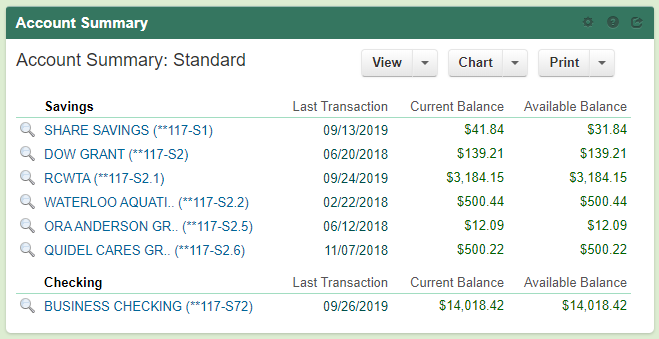 Account Summary
Account Summary: Standard
View Chart Print
Savings Last Transaction Current Balance Available Balance
SHARE SAVINGS (**117-S1) 09/13/2019 $41.84 $31.84
DOW GRANT (**117-S2) 06/20/2018 $139.21 $139.21
RCWTA (**117-S2.1) 09/24/2019 $3,184.15 $3,184.15
WATERLOO AQUATI.. (**117-S2.2) 02/22/2018 $500.44 $500.44
ORA ANDERSON GR.. (**117-S2.5) 06/12/2018 $12.09 $12.09
QUIDEL CARES GR.. (**117-S2.6) 11/07/2018 $500.22 $500.22
Checking Last Transaction Current Balance Available Balance
BUSINESS CHECKING (**117-S72) 09/26/2019 $14,018.42 $14,018.42